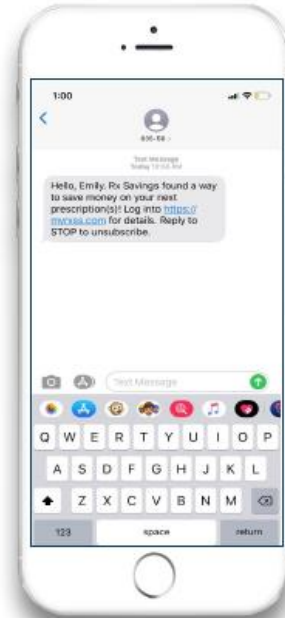 1:00
Text Message
Hello, Emily. Rx Savings found a way
to save money on your next
prescription(s)! Log into https://
myrxss.com for details. Reply to
STOP to unsubscribe.
Text Message
Q W E R T Y U I O P
A S D F G H J K L
Z X C V B N M
123 space return